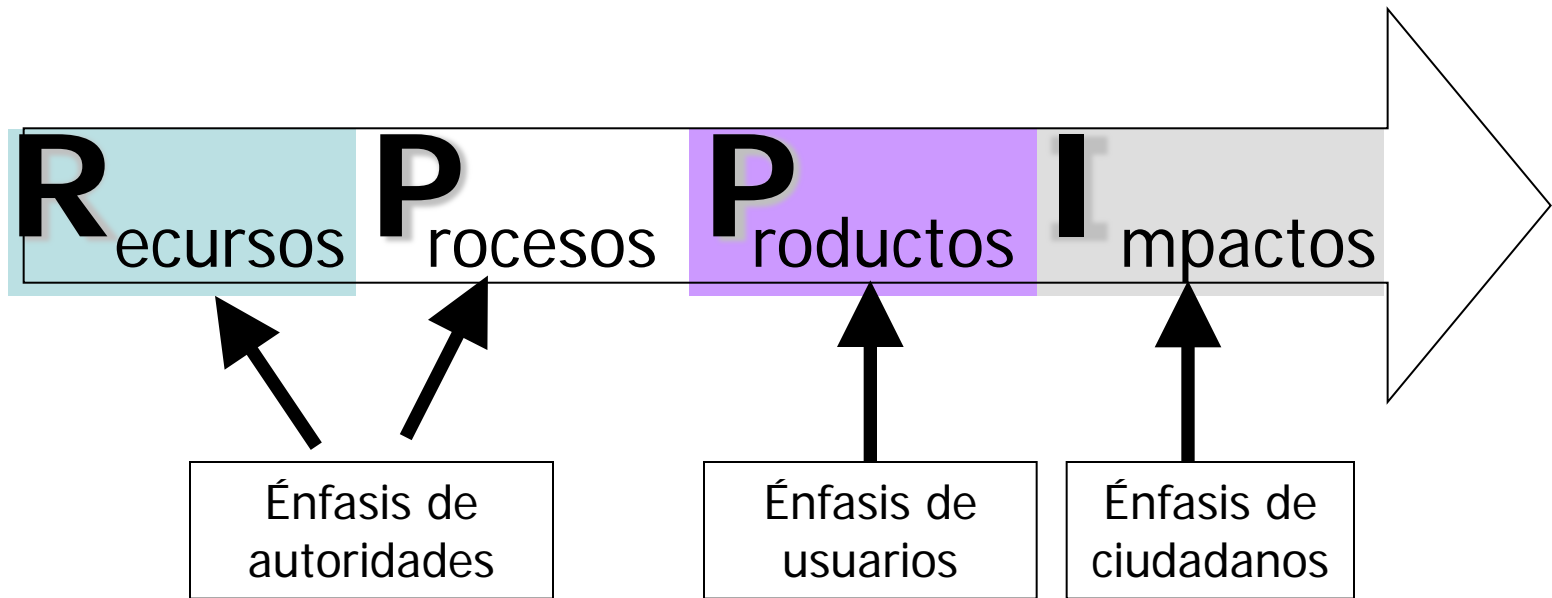 Recursos Procesos Productos Impactos
Énfasis de
autoridades
Énfasis de
usuarios
Énfasis de
ciudadanos